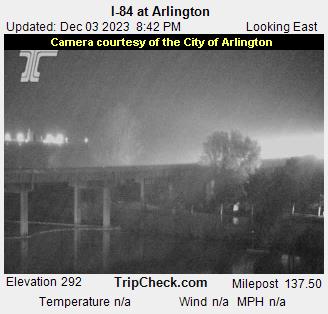 I-84 at Arlington
Updated: Dec 03 2023 8:42 PM Looking East
Camera courtesy of the City of Arlington
Elevation 292 TripCheck.com Milepost 137.50
Temperature n/a Wind n/a MPH n/a